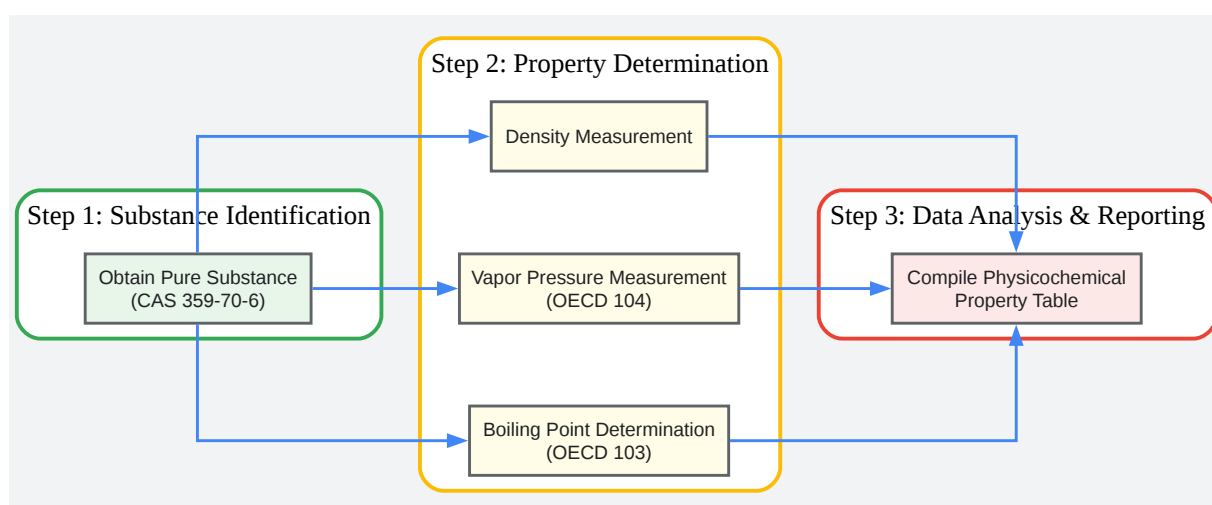 Step 1: Substance Identification
Obtain Pure Substance
(CAS 359-70-6)
Step 2: Property Determination
Density Measurement
Vapor Pressure Measurement
(OECD 104)
Boiling Point Determination
(OECD 103)
Step 3: Data Analysis & Reporting
Compile Physicochemical
Property Table